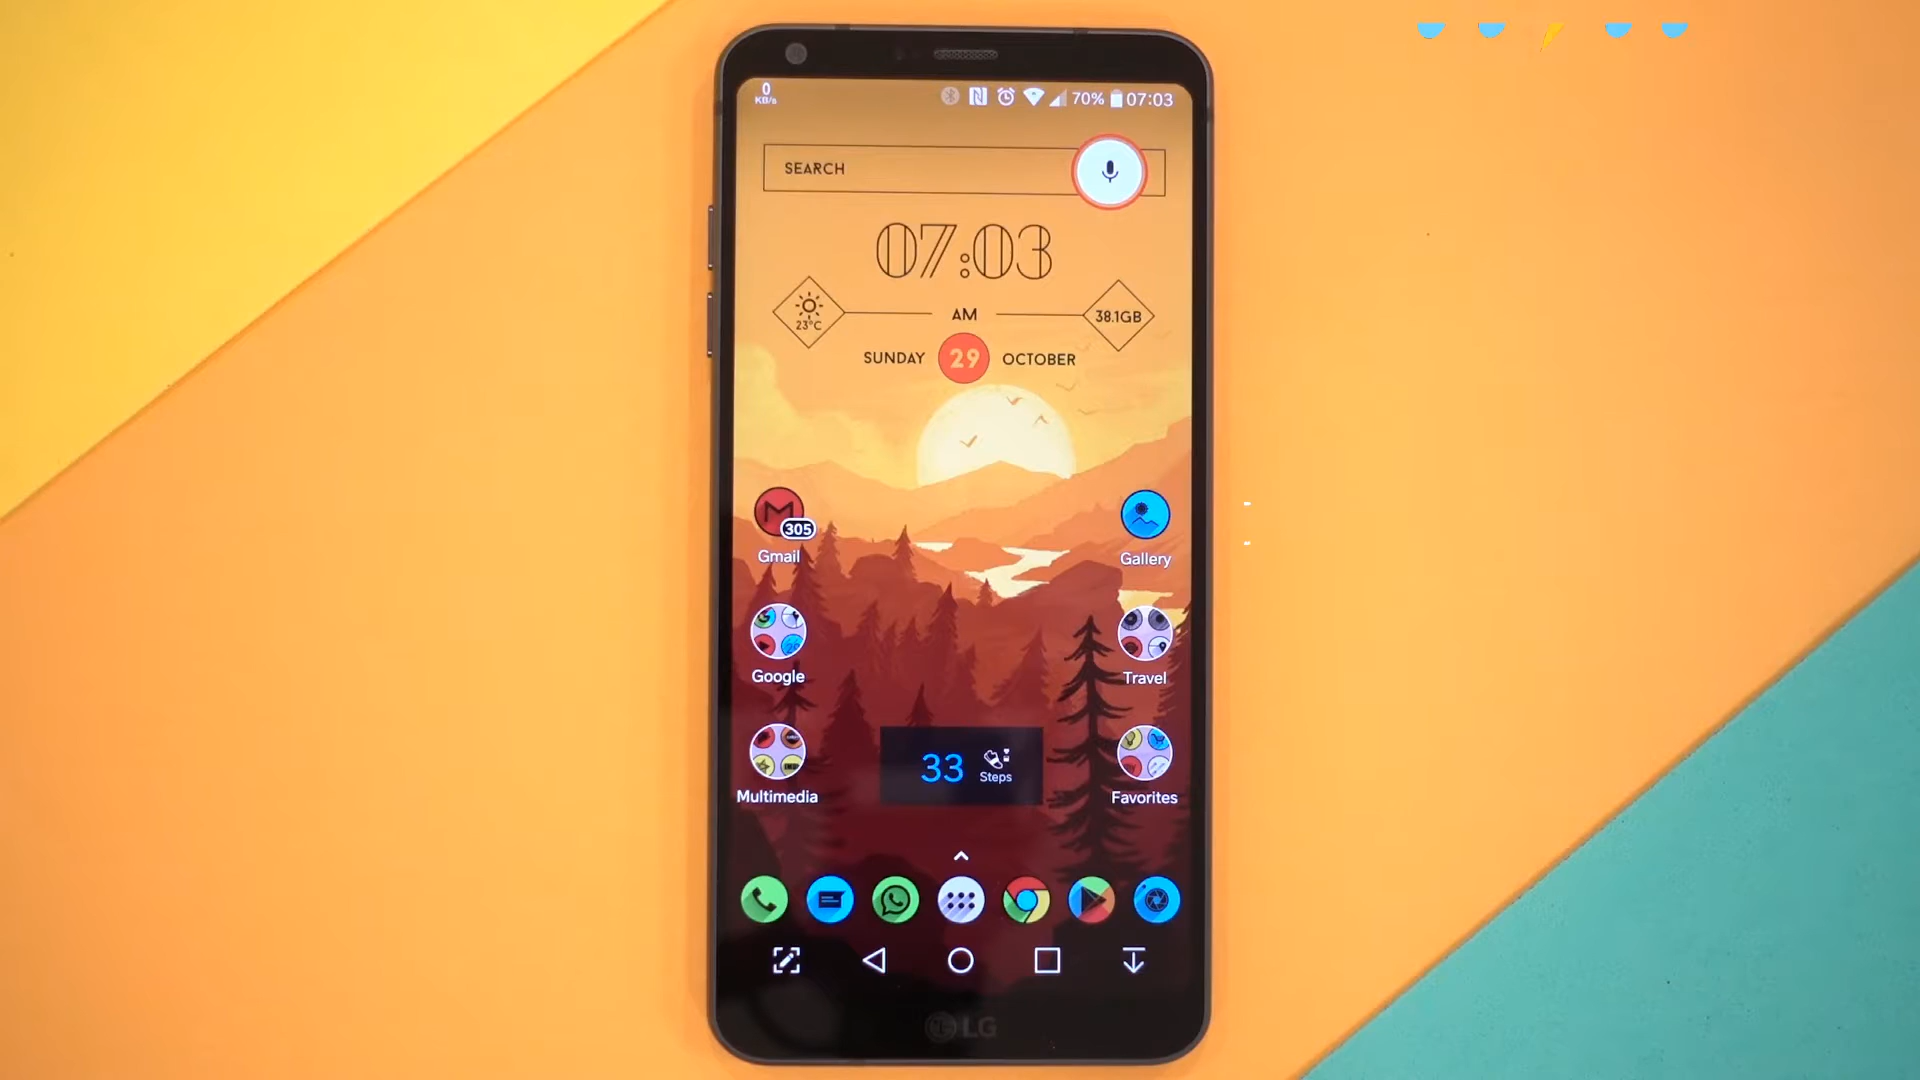 0
KB/s
70% 07:03
SEARCH
07:03
23°C
AM
38.1GB
SUNDAY 29 OCTOBER
305
Gmail
Gallery
Google
Travel
33 Steps
Multimedia
Favorites
LG